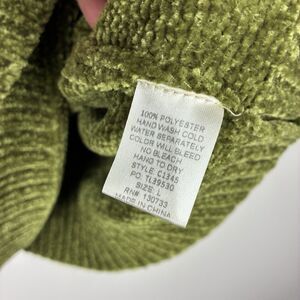 100% POLYESTER
HAND WASH COLD
WATER SEPARATELY
COLOR WILL BLEED
NO BLEACH
HANG TO DRY
STYLE: C1345
PO: TL39530
SIZE: L
RN# 130733
MADE IN CHINA